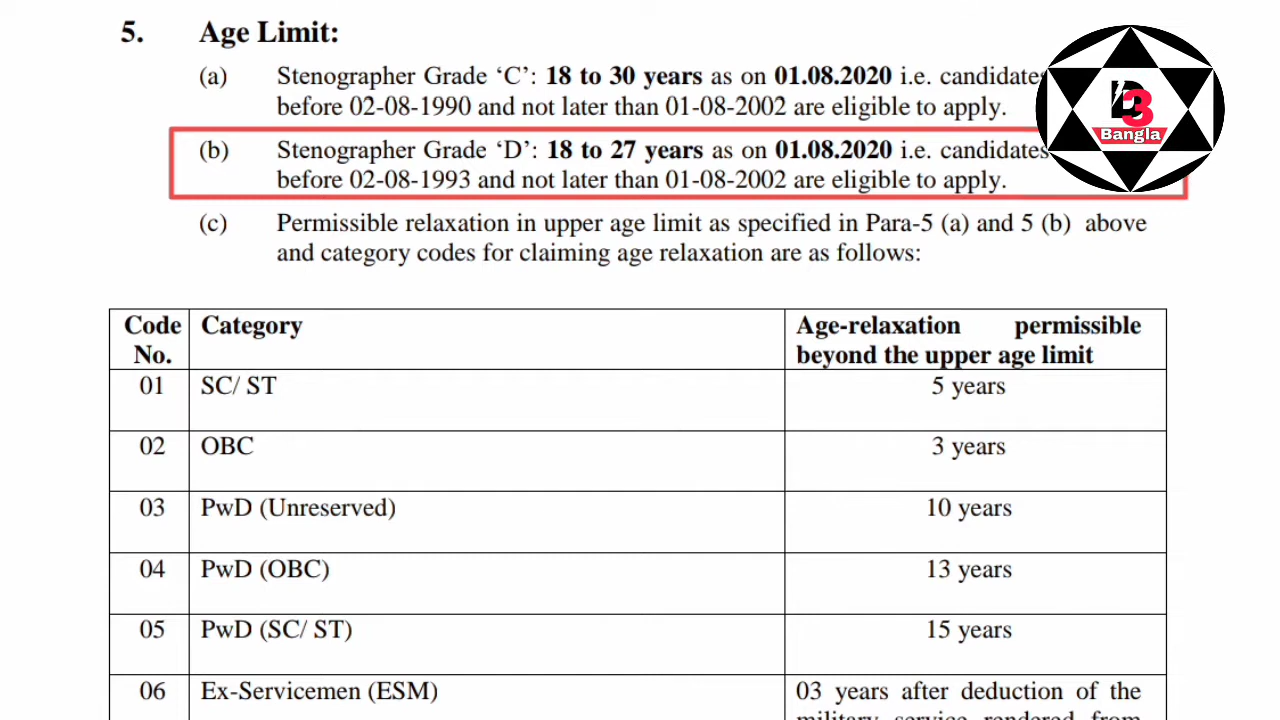 5. Age Limit:
(a) Stenographer Grade ‘C’: 18 to 30 years as on 01.08.2020 i.e. candidates
before 02-08-1990 and not later than 01-08-2002 are eligible to apply.
(b) Stenographer Grade ‘D’: 18 to 27 years as on 01.08.2020 i.e. candidates
before 02-08-1993 and not later than 01-08-2002 are eligible to apply.
(c) Permissible relaxation in upper age limit as specified in Para-5 (a) and 5 (b) above
and category codes for claiming age relaxation are as follows:
Code Category Age-relaxation permissible
No. beyond the upper age limit
01 SC/ ST 5 years
02 OBC 3 years
03 PwD (Unreserved) 10 years
04 PwD (OBC) 13 years
05 PwD (SC/ ST) 15 years
06 Ex-Servicemen (ESM) 03 years after deduction of the
military service rendered from
D3
Bangla